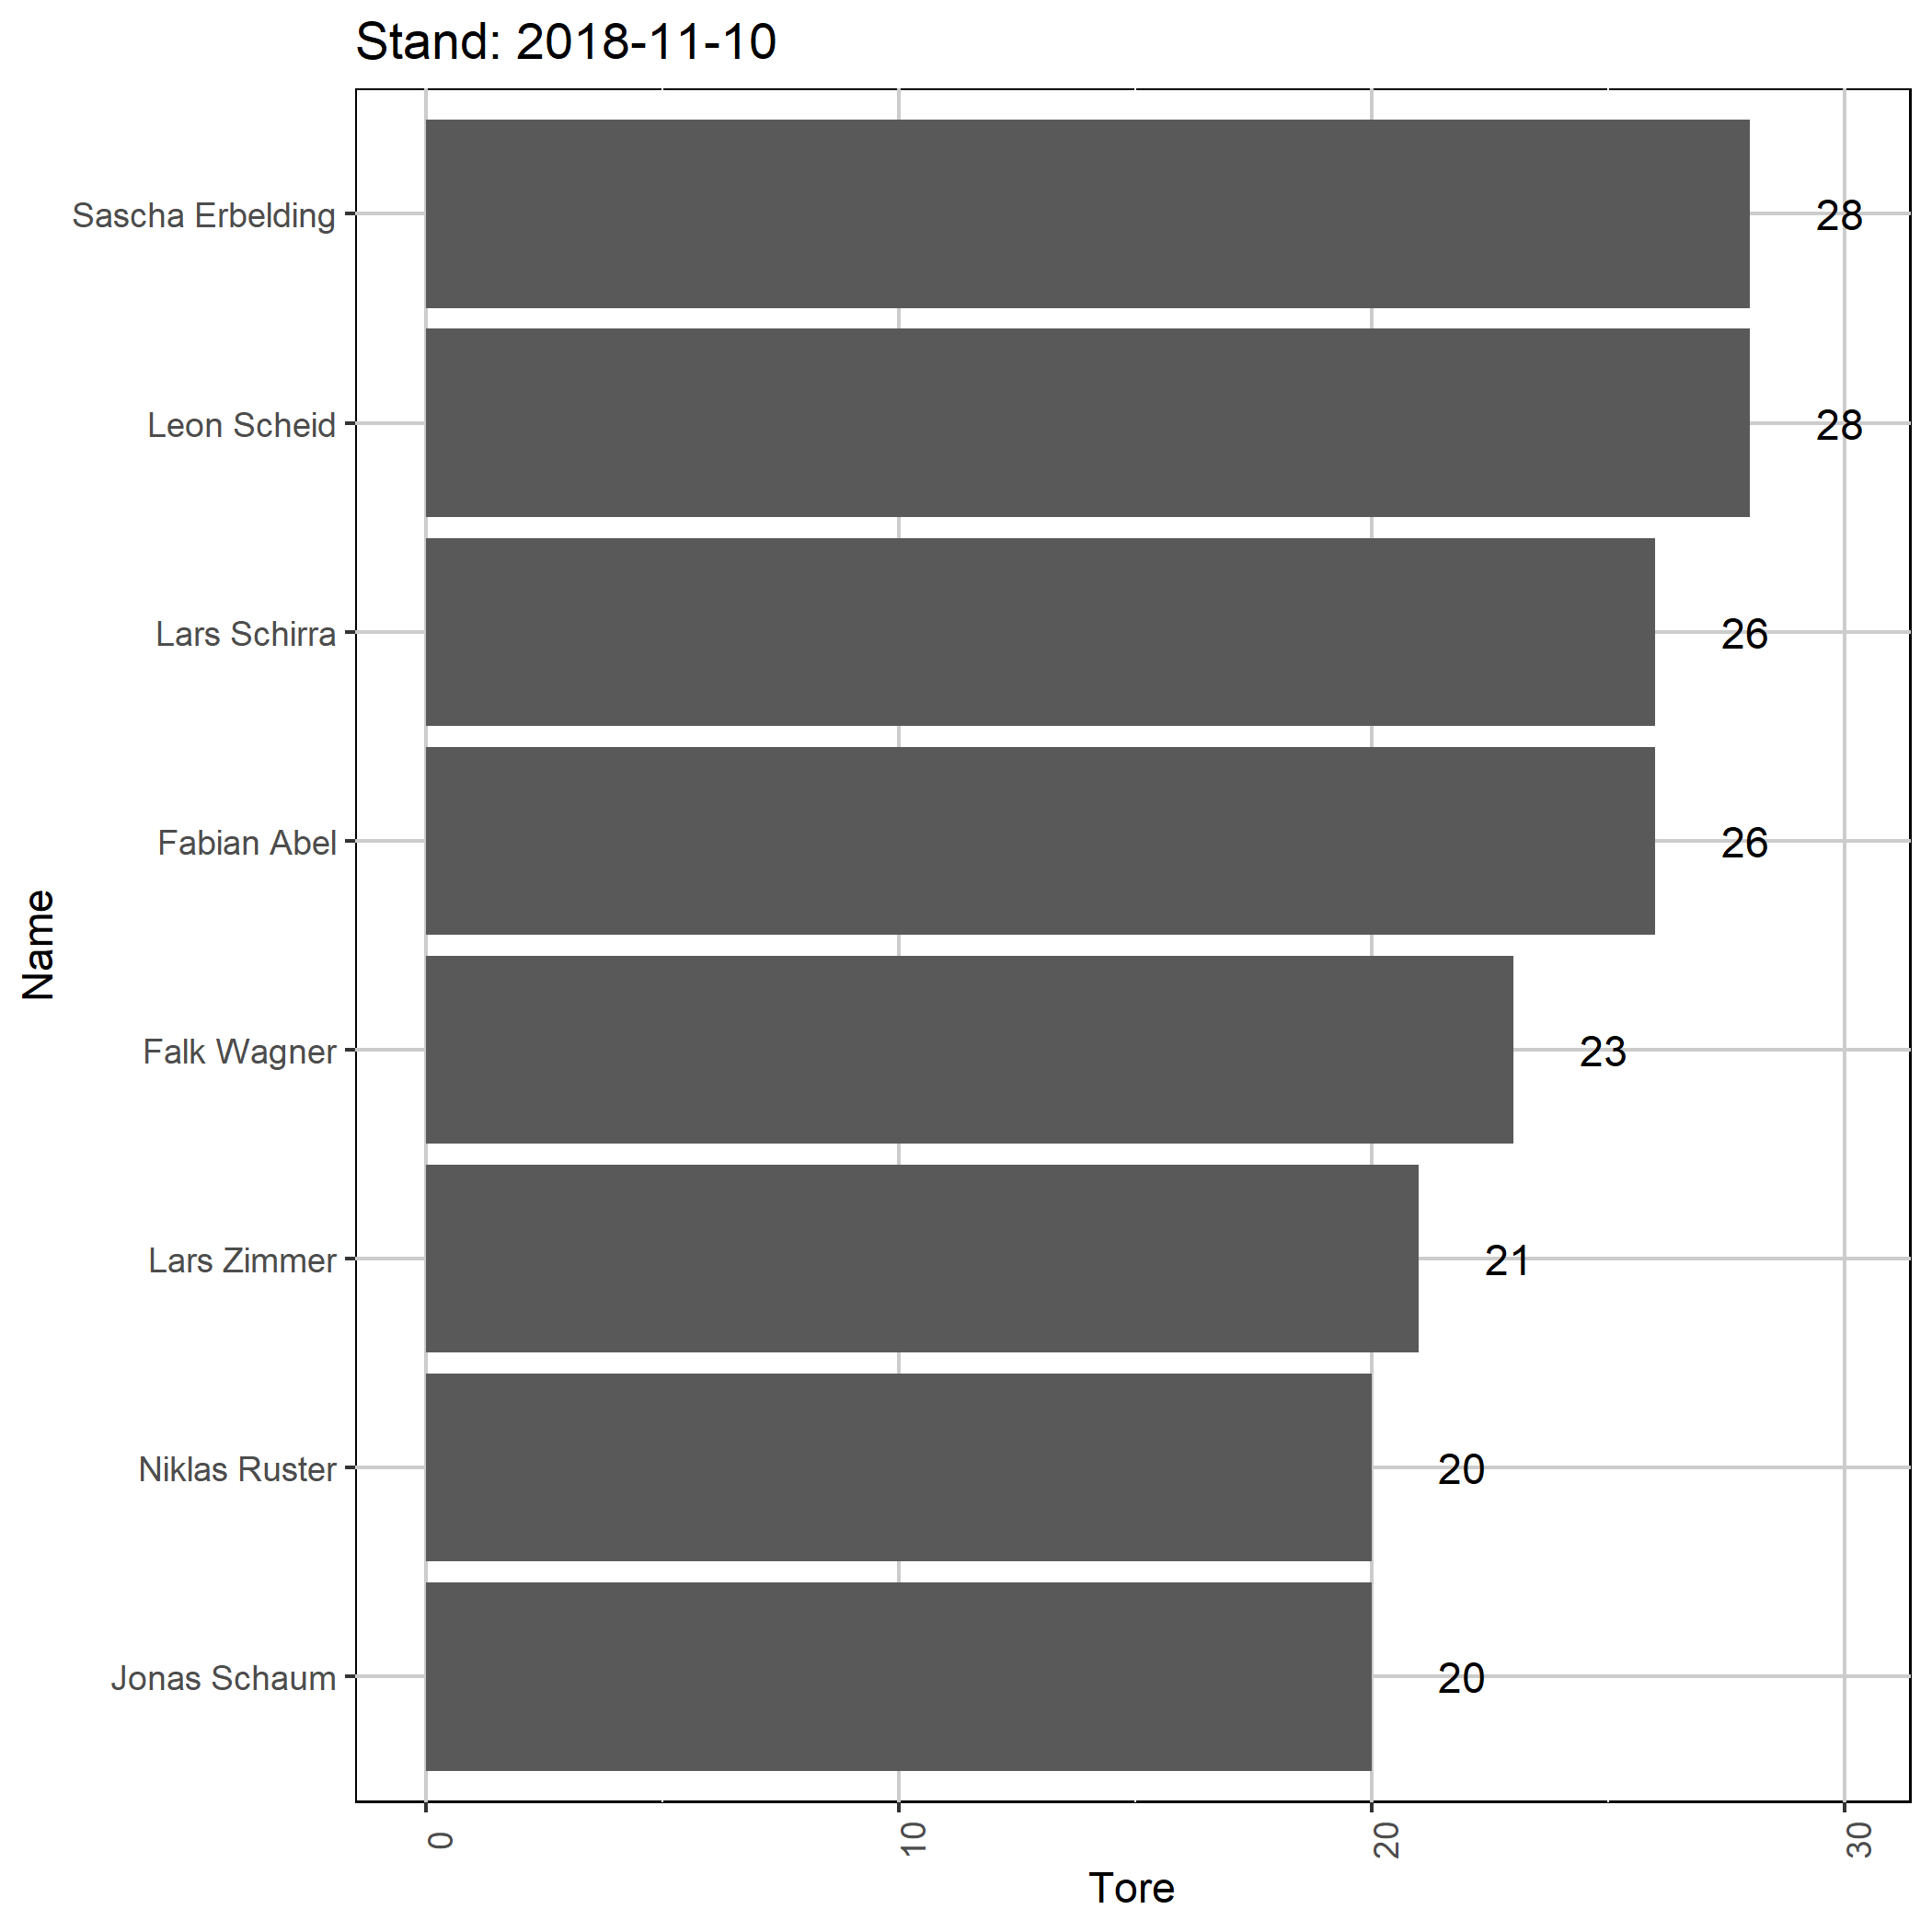 Stand: 2018-11-10
Name
Sascha Erbelding 28
Leon Scheid 28
Lars Schirra 26
Fabian Abel 26
Falk Wagner 23
Lars Zimmer 21
Niklas Ruster 20
Jonas Schaum 20
0 10 20 30
Tore